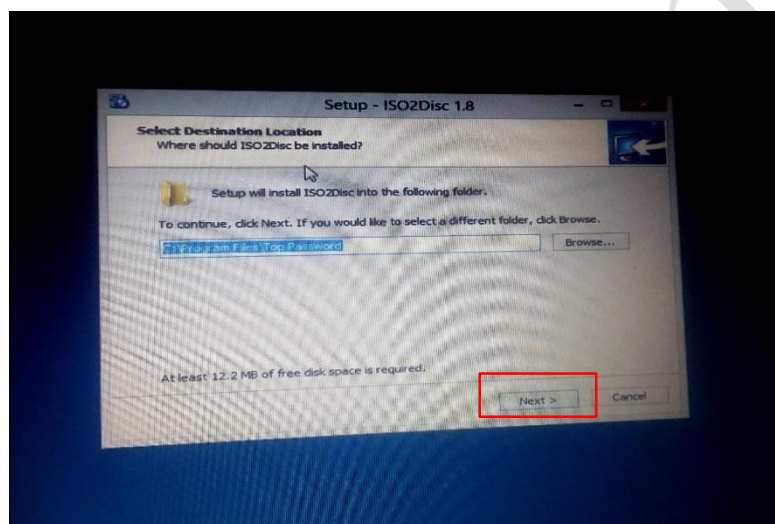 Setup - ISO2Disc 1.8
Select Destination Location
Where should ISO2Disc be installed?
Setup will install ISO2Disc into the following folder.
To continue, click Next. If you would like to select a different folder, click Browse.
C:\Program Files\Top Password
Browse...
At least 12.2 MB of free disk space is required.
Next >
Cancel